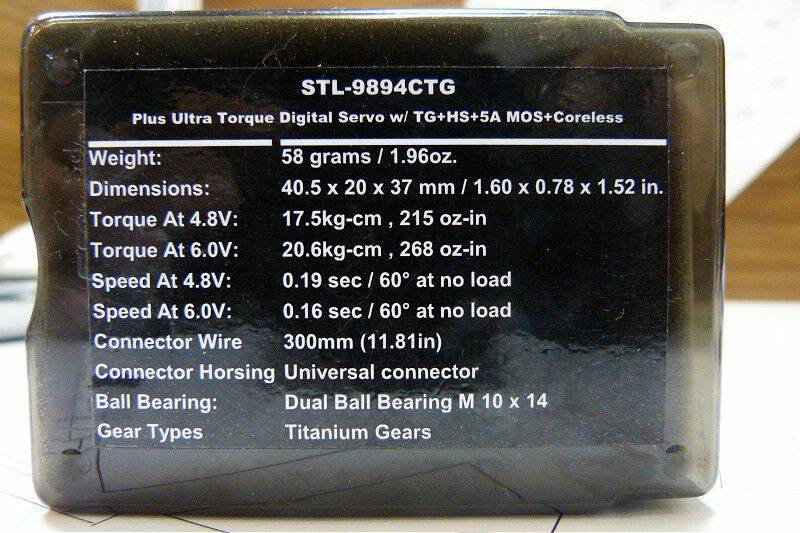 STL-9894CTG
Plus Ultra Torque Digital Servo w/ TG+HS+5A MOS+Coreless
Weight: 58 grams / 1.96oz.
Dimensions: 40.5 x 20 x 37 mm / 1.60 x 0.78 x 1.52 in.
Torque At 4.8V: 17.5kg-cm , 215 oz-in
Torque At 6.0V: 20.6kg-cm , 268 oz-in
Speed At 4.8V: 0.19 sec / 60° at no load
Speed At 6.0V: 0.16 sec / 60° at no load
Connector Wire 300mm (11.81in)
Connector Horsing Universal connector
Ball Bearing: Dual Ball Bearing M 10 x 14
Gear Types Titanium Gears